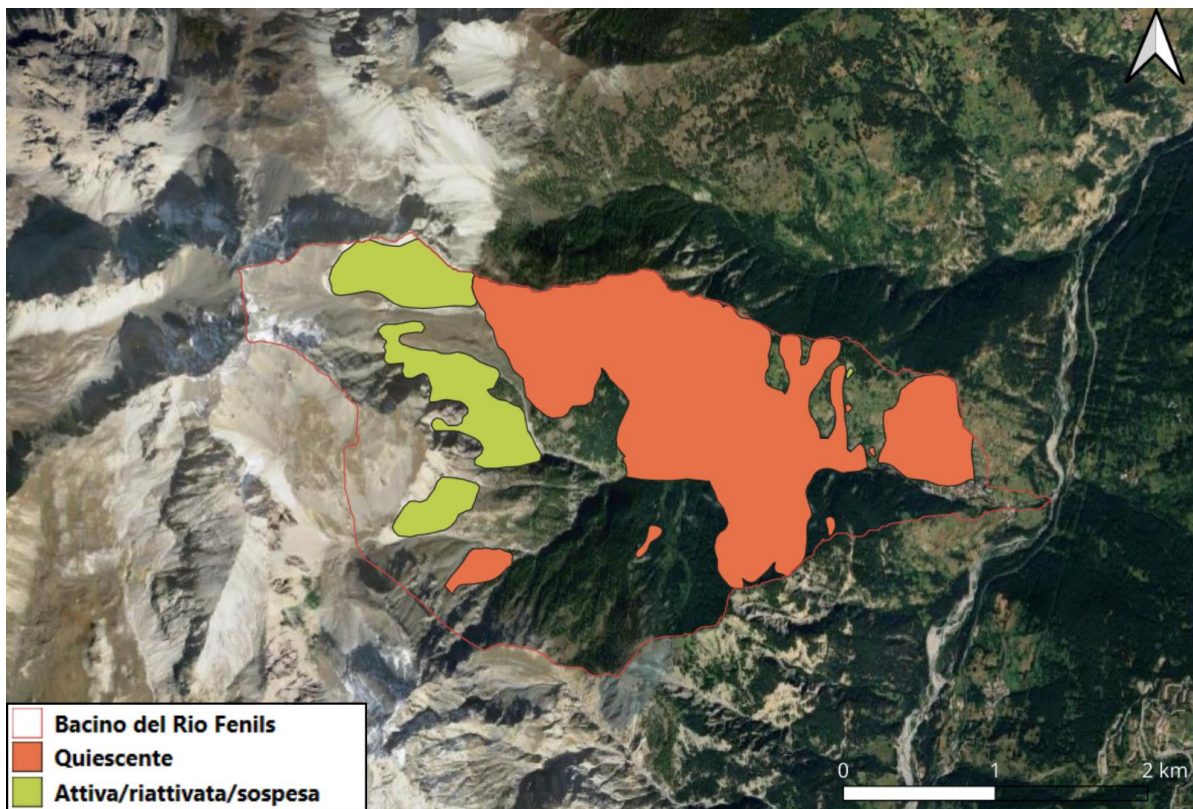 Bacino del Rio Fenils
Quiescente
Attiva/riattivata/sospesa
0 1 2 km